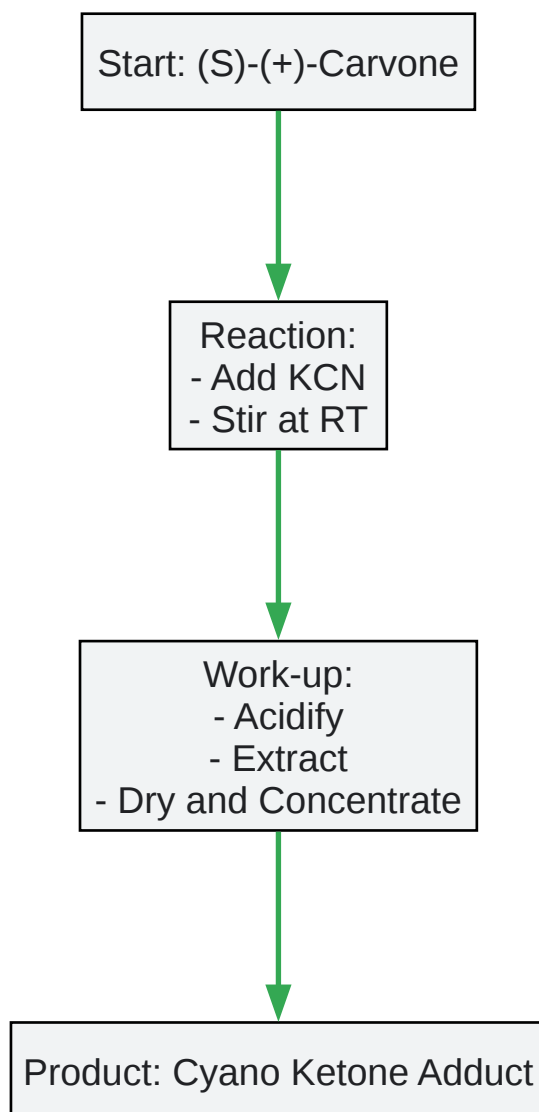 Start: (S)-(+)-Carvone
Reaction:
- Add KCN
- Stir at RT
Work-up:
- Acidify
- Extract
- Dry and Concentrate
Product: Cyano Ketone Adduct